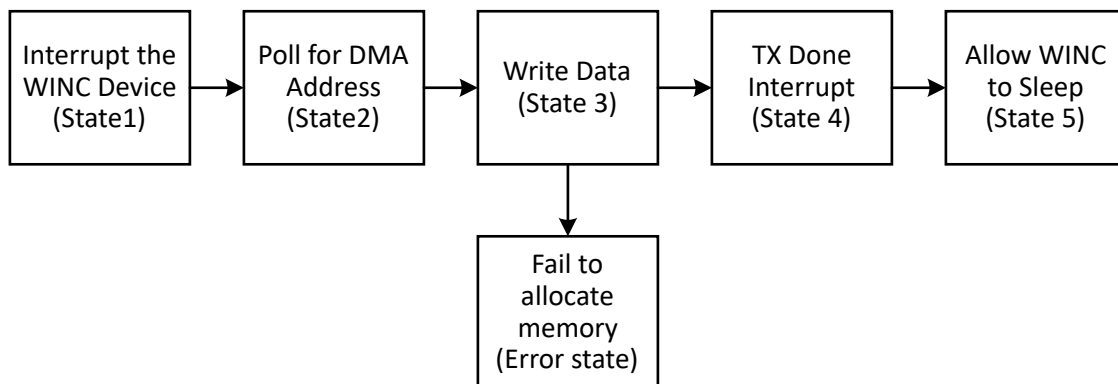 Interrupt the
WINC Device
(State1)
Poll for DMA
Address
(State2)
Write Data
(State 3)
TX Done
Interrupt
(State 4)
Allow WINC
to Sleep
(State 5)
Fail to
allocate
memory
(Error state)